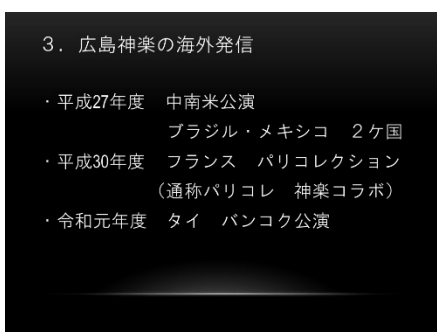 ３．広島神楽の海外発信
・平成27年度　中南米公演
ブラジル・メキシコ　２ケ国
・平成30年度　フランス　パリコレクション
（通称パリコレ　神楽コラボ）
・令和元年度　タイ　バンコク公演